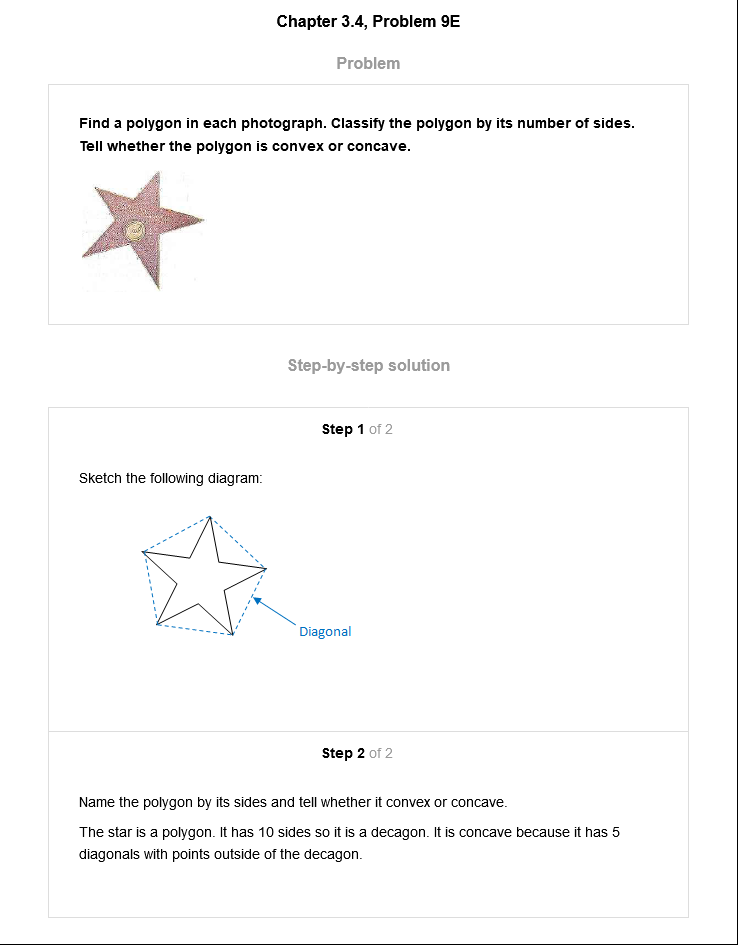 Chapter 3.4, Problem 9E
Problem
Find a polygon in each photograph. Classify the polygon by its number of sides.
Tell whether the polygon is convex or concave.
Step-by-step solution
Step 1 of 2
Sketch the following diagram:
Diagonal
Step 2 of 2
Name the polygon by its sides and tell whether it convex or concave.
The star is a polygon. It has 10 sides so it is a decagon. It is concave because it has 5
diagonals with points outside of the decagon.